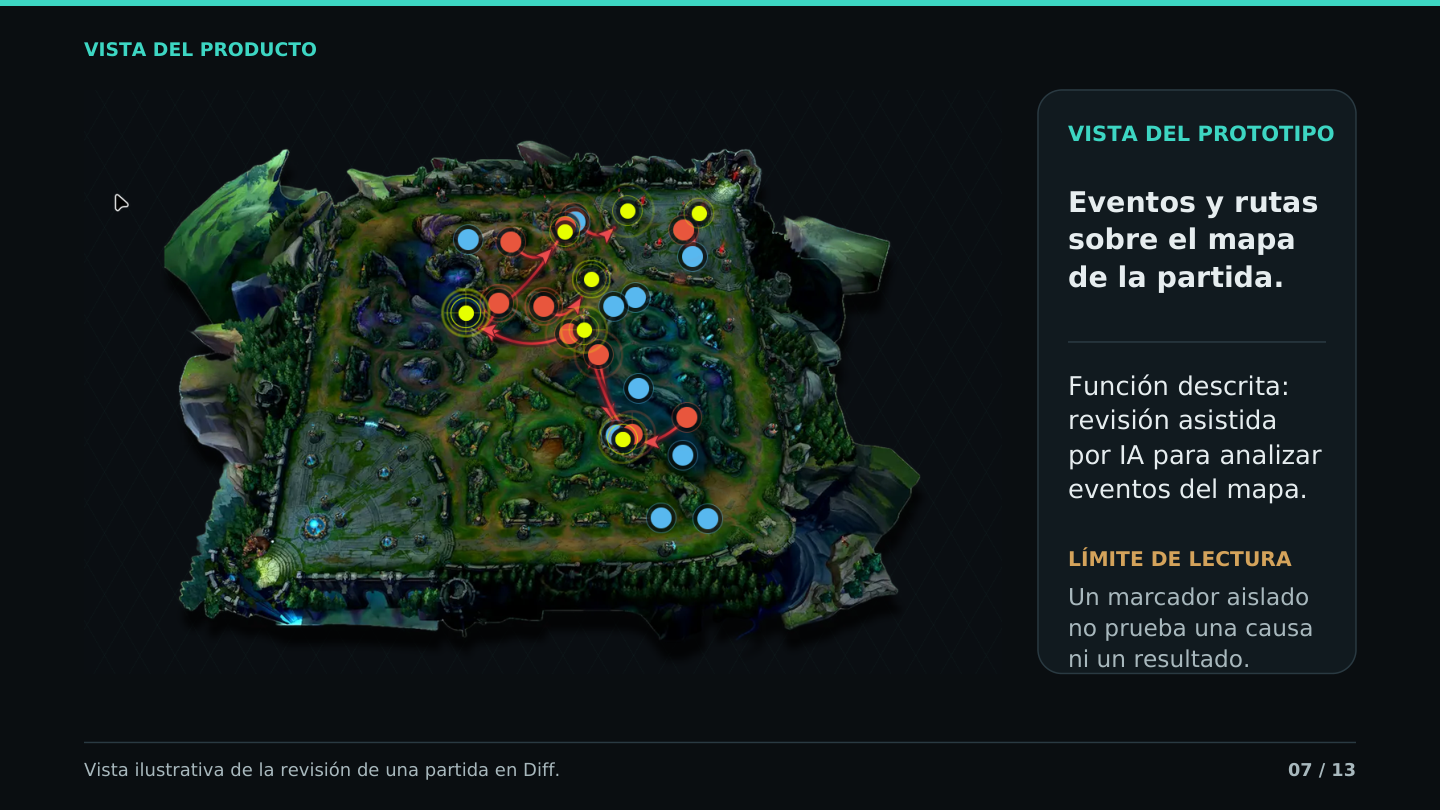 VISTA DEL PRODUCTO
VISTA DEL PROTOTIPO
Eventos y rutas
sobre el mapa
de la partida.
Función descrita:
revisión asistida
por IA para analizar
eventos del mapa.
LÍMITE DE LECTURA
Un marcador aislado
no prueba una causa
ni un resultado.
Vista ilustrativa de la revisión de una partida en Diff.
07 / 13